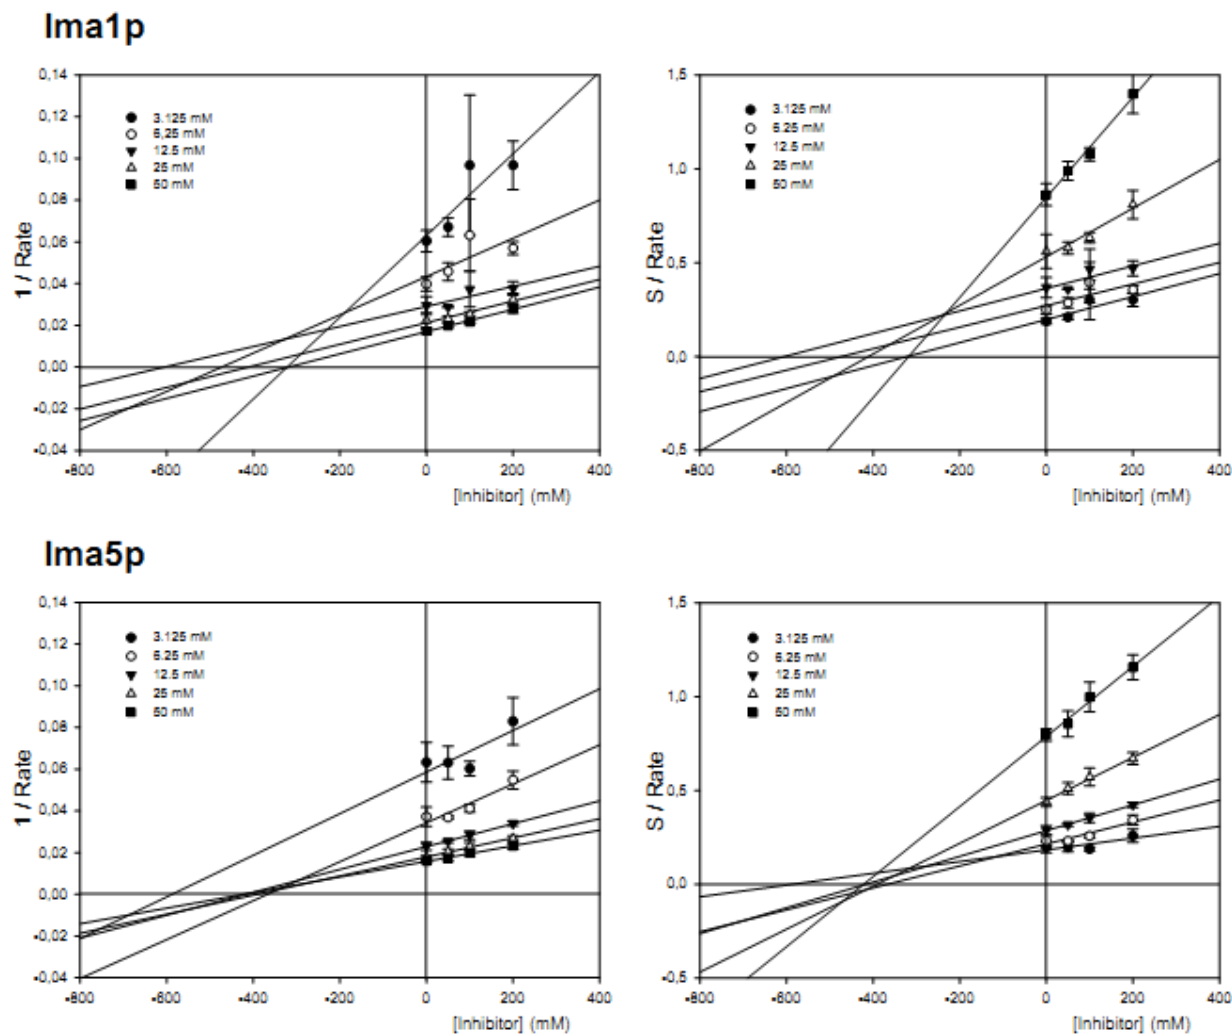 Ima1p
0,14
0,12
0,10
0,08
0,06
0,04
0,02
0,00
-0,02
-0,04
1 / Rate
3.125 mM
6,25 mM
12.5 mM
25 mM
50 mM
-800 -600 -400 -200 0 200 400
[Inhibitor] (mM)
1,5
1,0
0,5
0,0
-0,5
S / Rate
3.125 mM
6.25 mM
12.5 mM
25 mM
50 mM
-800 -600 -400 -200 0 200 400
[Inhibitor] (mM)
Ima5p
0,14
0,12
0,10
0,08
0,06
0,04
0,02
0,00
-0,02
-0,04
1 / Rate
3.125 mM
6.25 mM
12.5 mM
25 mM
50 mM
-800 -600 -400 -200 0 200 400
[Inhibitor] (mM)
1,5
1,0
0,5
0,0
-0,5
S / Rate
3.125 mM
6.25 mM
12.5 mM
25 mM
50 mM
-800 -600 -400 -200 0 200 400
[Inhibitor] (mM)